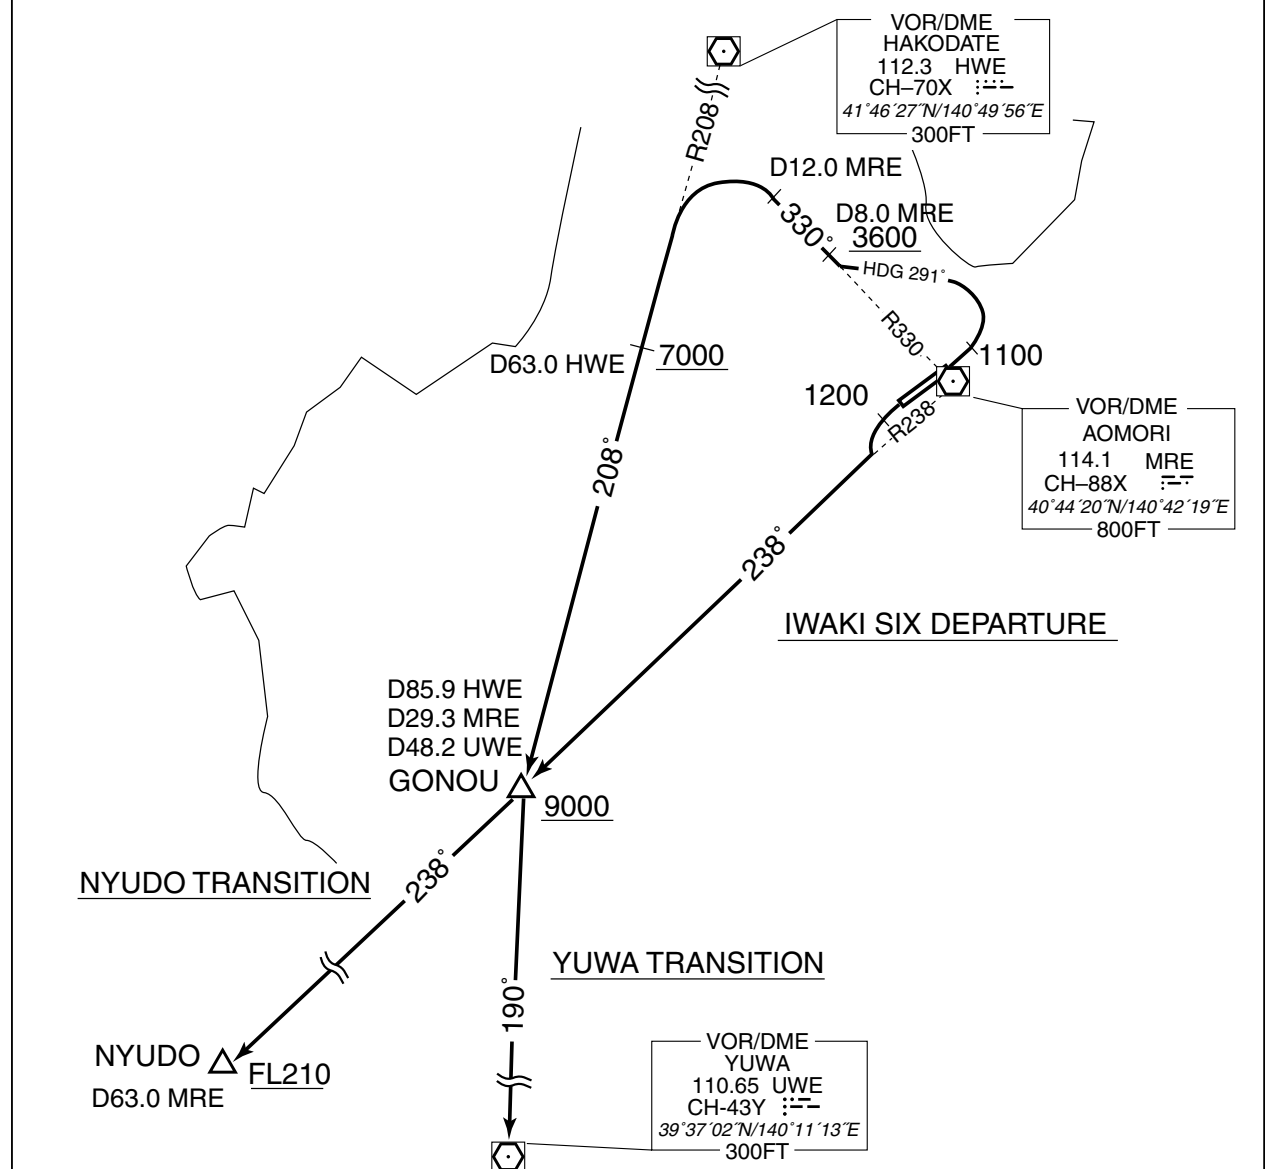 VOR/DME
HAKODATE
112.3 HWE
CH–70X
41°46´27˝N/140°49´56˝E
300FT
R208
D12.0 MRE
330°
D8.0 MRE
3600
HDG 291°
R330
1100
D63.0 HWE
7000
1200
R238
VOR/DME
AOMORI
114.1 MRE
CH–88X
40°44´20˝N/140°42´19˝E
800FT
208°
238°
IWAKI SIX DEPARTURE
D85.9 HWE
D29.3 MRE
D48.2 UWE
GONOU
9000
NYUDO TRANSITION
238°
YUWA TRANSITION
190°
NYUDO
FL210
D63.0 MRE
VOR/DME
YUWA
110.65 UWE
CH-43Y
39°37´02˝N/140°11´13˝E
300FT